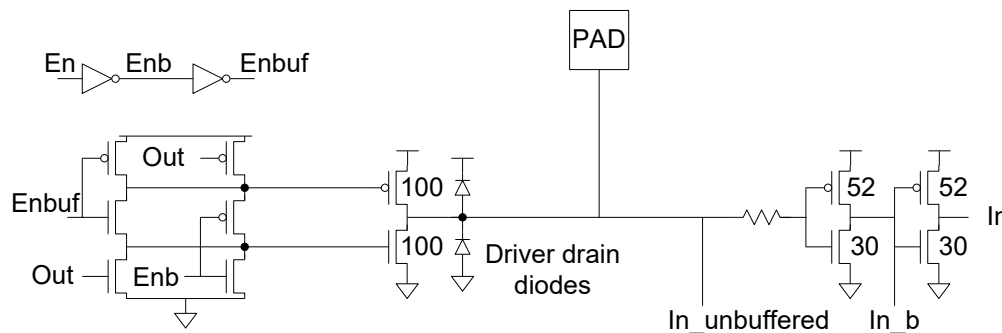 PAD
En
Enb
Enbuf
Out
100
52
52
Enbuf
In
100
30
30
Out
Enb
Driver drain
diodes
In_unbuffered
In_b